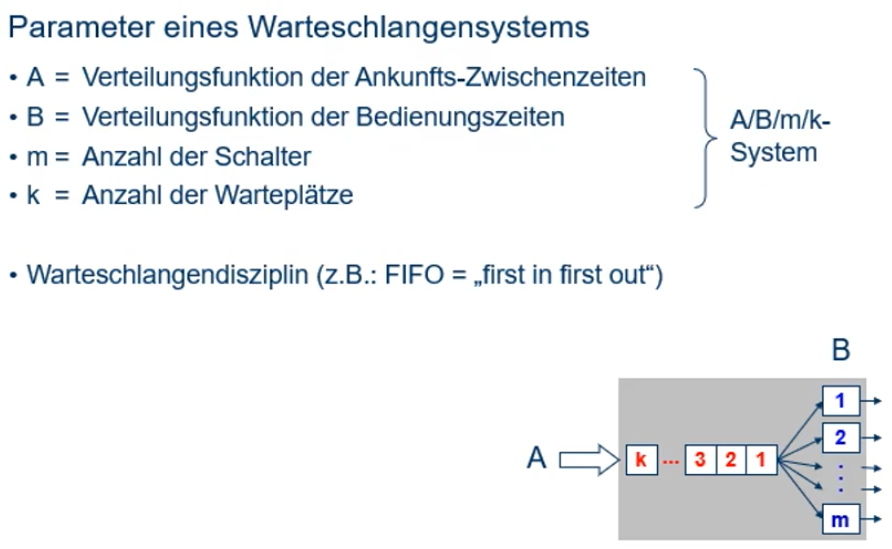 Parameter eines Warteschlangensystems
• A = Verteilungsfunktion der Ankunfts-Zwischenzeiten
• B = Verteilungsfunktion der Bedienungszeiten
• m = Anzahl der Schalter
• k = Anzahl der Warteplätze
A/B/m/k-
System
• Warteschlangendisziplin (z.B.: FIFO = „first in first out“)
B
A
k ... 3 2 1
1
2
⋮
m